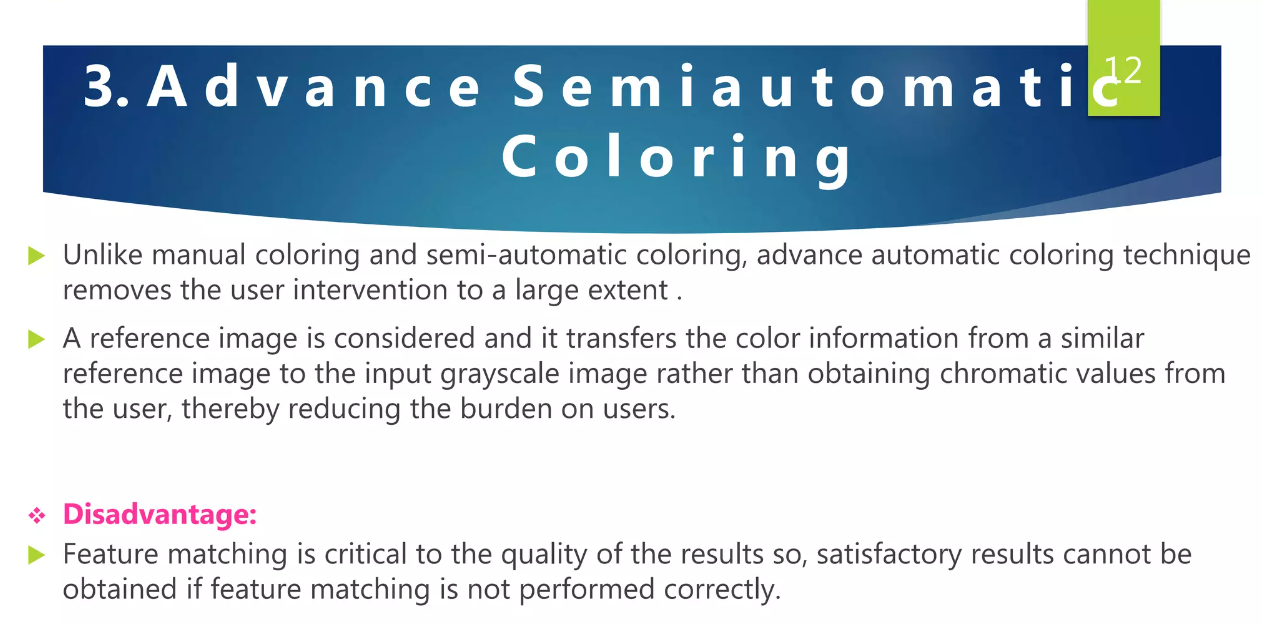 12
3. A d v a n c e S e m i a u t o m a t i c
C o l o r i n g
Unlike manual coloring and semi-automatic coloring, advance automatic coloring technique
removes the user intervention to a large extent .
A reference image is considered and it transfers the color information from a similar
reference image to the input grayscale image rather than obtaining chromatic values from
the user, thereby reducing the burden on users.
Disadvantage:
Feature matching is critical to the quality of the results so, satisfactory results cannot be
obtained if feature matching is not performed correctly.